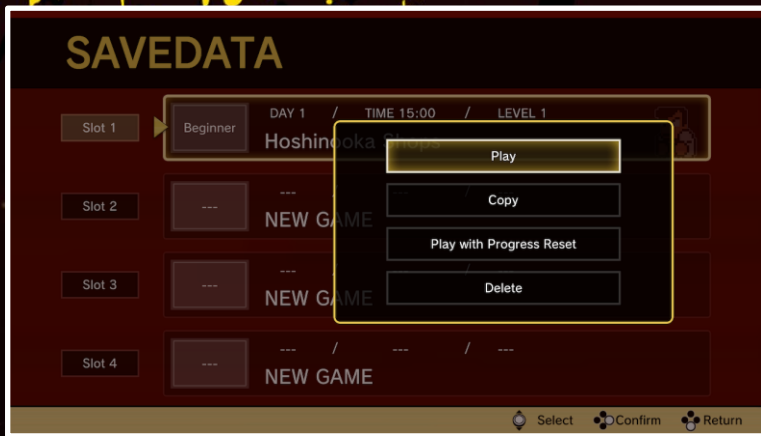 SAVEDATA
Slot 1
Beginner
DAY 1 / TIME 15:00 / LEVEL 1
Hoshinooka Shops
Play
Copy
Play with Progress Reset
Delete
Slot 2
---
--- /
NEW GAME
Slot 3
---
--- /
NEW GAME
Slot 4
---
--- / --- / ---
NEW GAME
Select Confirm Return